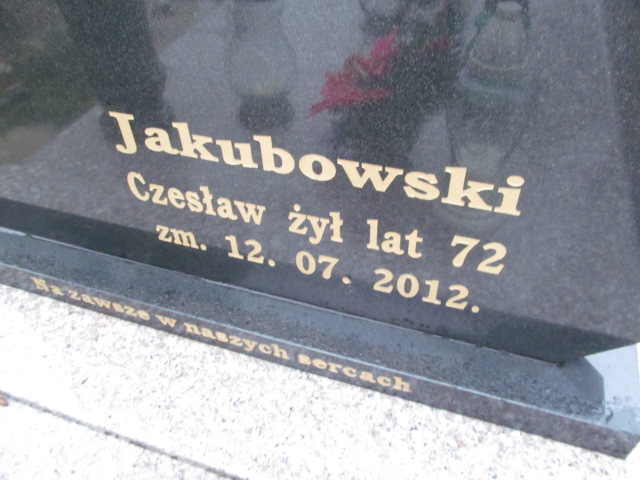 Jakubowski
Czesław żył lat 72
zm. 12. 07. 2012.
Na zawsze w naszych sercach